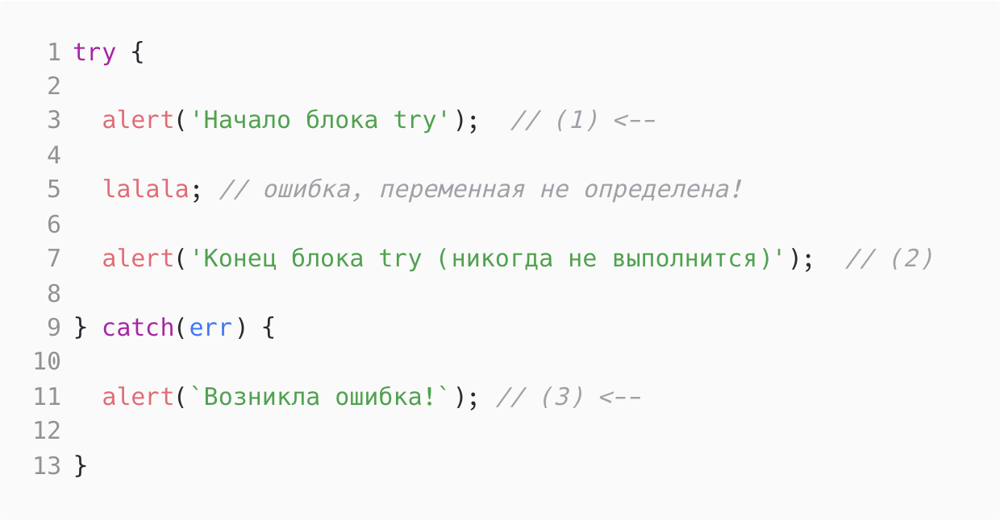 1 try {
2
3   alert('Начало блока try');  // (1) <--
4
5   lalala; // ошибка, переменная не определена!
6
7   alert('Конец блока try (никогда не выполнится)');  // (2)
8
9 } catch(err) {
10
11   alert(`Возникла ошибка!`); // (3) <--
12
13 }